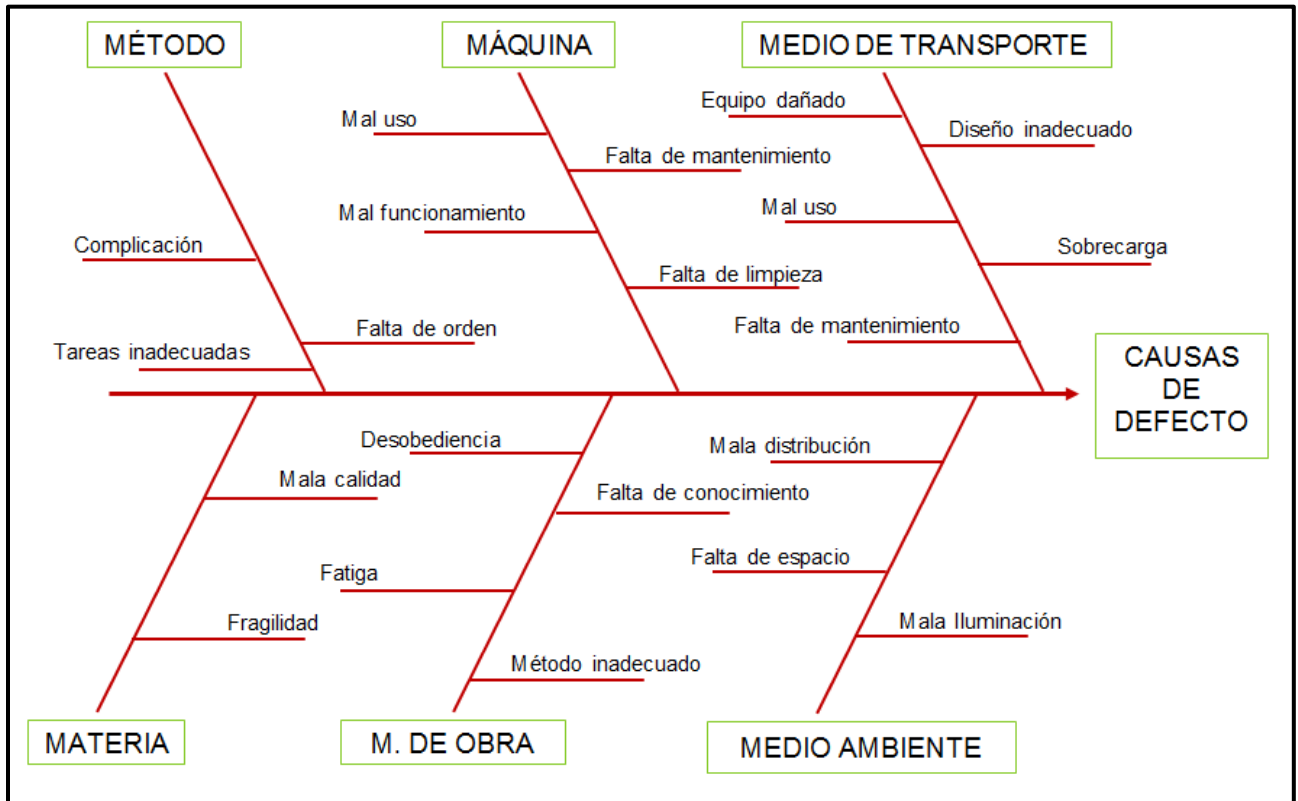 MÉTODO
MÁQUINA
MEDIO DE TRANSPORTE
Equipo dañado
Mal uso
Diseño inadecuado
Falta de mantenimiento
Mal uso
Mal funcionamiento
Complicación
Sobrecarga
Falta de limpieza
Falta de orden
Falta de mantenimiento
Tareas inadecuadas
CAUSAS
DE
DEFECTO
Desobediencia
Mala distribución
Mala calidad
Falta de conocimiento
Falta de espacio
Fatiga
Fragilidad
Mala Iluminación
Método inadecuado
MATERIA
M. DE OBRA
MEDIO AMBIENTE